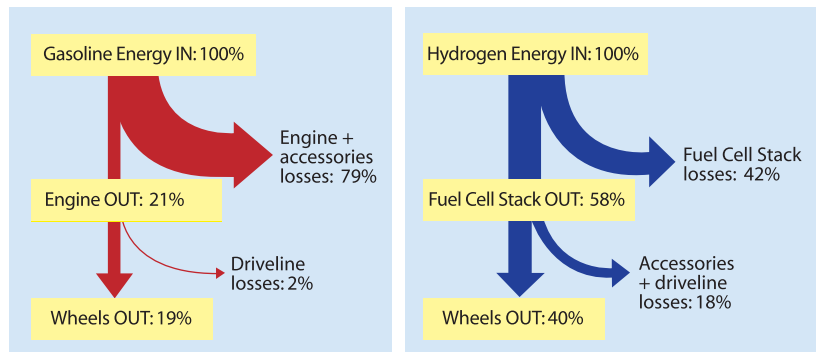 Gasoline Energy IN: 100%
Engine +
accessories
losses: 79%
Engine OUT: 21%
Driveline
losses: 2%
Wheels OUT: 19%
Hydrogen Energy IN: 100%
Fuel Cell Stack
losses: 42%
Fuel Cell Stack OUT: 58%
Accessories
+ driveline
losses: 18%
Wheels OUT: 40%